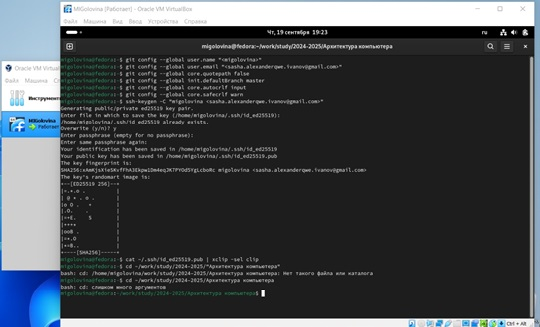 MIGolovina [Работает] - Oracle VM VirtualBox
Файл Машина Вид Ввод Устройства Справка
Чт, 19 сентября 19:23
ru
migolovina@fedora:~/work/study/2024-2025/Архитектура компьютера
migolovina@fedora:~$ git config --global user.name "<migolovina>"
migolovina@fedora:~$ git config --global user.email "<sasha.alexanderqwe.ivanov@gmail.com>"
migolovina@fedora:~$ git config --global core.quotepath false
migolovina@fedora:~$ git config --global init.defaultBranch master
migolovina@fedora:~$ git config --global core.autocrlf input
migolovina@fedora:~$ git config --global core.safecrlf warn
migolovina@fedora:~$ ssh-keygen -C "migolovina <sasha.alexanderqwe.ivanov@gmail.com>"
Generating public/private ed25519 key pair.
Enter file in which to save the key (/home/migolovina/.ssh/id_ed25519):
/home/migolovina/.ssh/id_ed25519 already exists.
Overwrite (y/n)? y
Enter passphrase (empty for no passphrase):
Enter same passphrase again:
Your identification has been saved in /home/migolovina/.ssh/id_ed25519
Your public key has been saved in /home/migolovina/.ssh/id_ed25519.pub
The key fingerprint is:
migolovina <sasha.alexanderqwe.ivanov@gmail.com>
The key's randomart image is:
+--[ED25519 256]--+
+----[SHA256]-----+
migolovina@fedora:~$ cat ~/.ssh/id_ed25519.pub | xclip -sel clip
migolovina@fedora:~$ cd ~/work/study/2024-2025/"Архитектура компьютера"
bash: cd: /home/migolovina/work/study/2024-2025/Архитектура компьютера: Нет такого файла или каталога
migolovina@fedora:~$ cd ~/work/study/2024-2025/Архитектура компьютера
bash: cd: слишком много аргументов
migolovina@fedora:~/work/study/2024-2025/Архитектура компьютера$
Oracle VM VirtualBox
Файл Машина
Инструменты
MIGolovina
Работает
Ctrl + Alt